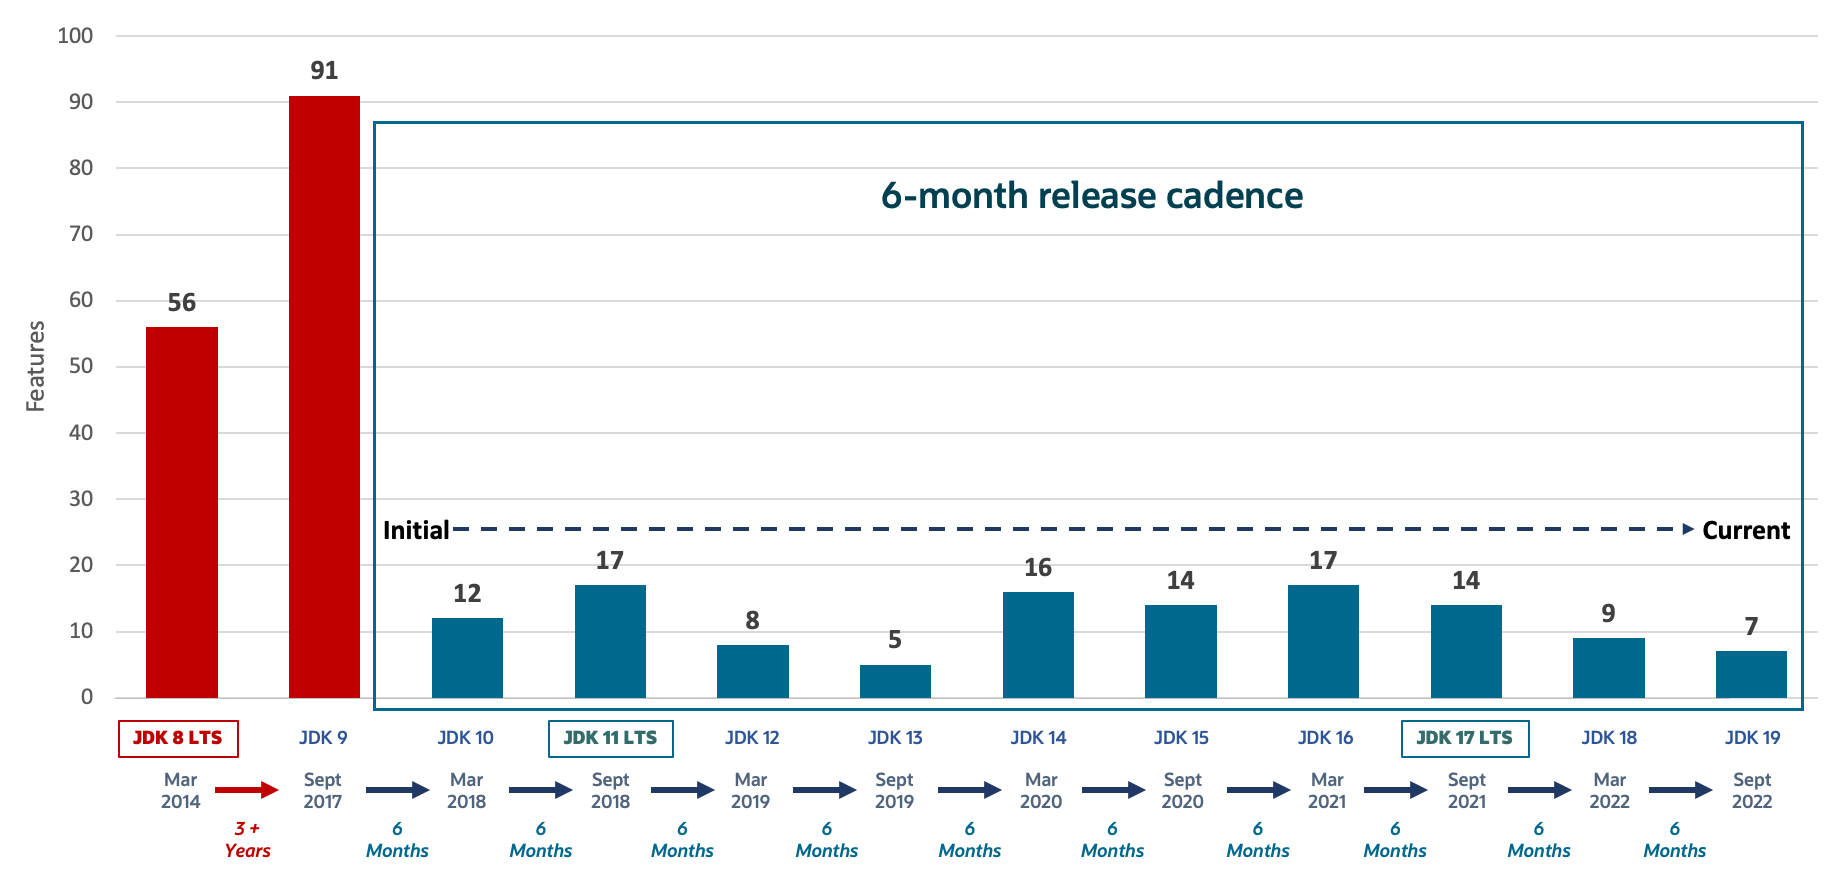 100
91
90
80
6-month release cadence
70
60
56
50
Features
40
30
Initial
Current
20
12
17
8
5
16
14
17
14
9
7
10
0
JDK 8 LTS
JDK 9
JDK 10
JDK 11 LTS
JDK 12
JDK 13
JDK 14
JDK 15
JDK 16
JDK 17 LTS
JDK 18
JDK 19
Mar
2014
Sept
2017
Mar
2018
Sept
2018
Mar
2019
Sept
2019
Mar
2020
Sept
2020
Mar
2021
Sept
2021
Mar
2022
Sept
2022
3 +
Years
6
Months
6
Months
6
Months
6
Months
6
Months
6
Months
6
Months
6
Months
6
Months
6
Months